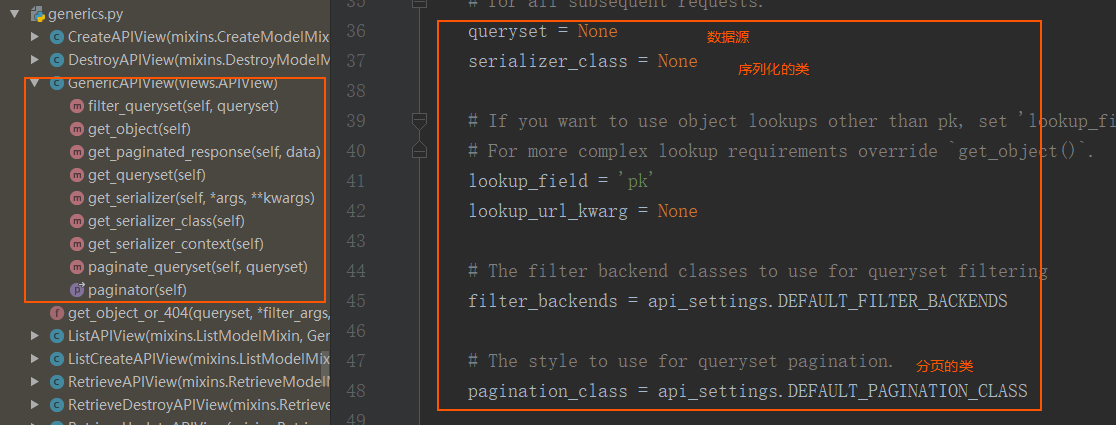 generics.py
CreateAPIView(mixins.CreateModelMix
DestroyAPIView(mixins.DestroyModelM
GenericAPIView(views.APIView)
filter_queryset(self, queryset)
get_object(self)
get_paginated_response(self, data)
get_queryset(self)
get_serializer(self, *args, **kwargs)
get_serializer_class(self)
get_serializer_context(self)
paginate_queryset(self, queryset)
paginator(self)
get_object_or_404(queryset, *filter_args,
ListAPIView(mixins.ListModelMixin, Gen
ListCreateAPIView(mixins.ListModelMixi
RetrieveAPIView(mixins.RetrieveModelM
RetrieveDestroyAPIView(mixins.Retrieve
35 # for all subsequent requests.
36 queryset = None 数据源
37 serializer_class = None 序列化的类
38
39 # If you want to use object lookups other than pk, set 'lookup_fi
40 # For more complex lookup requirements override `get_object()`.
41 lookup_field = 'pk'
42 lookup_url_kwarg = None
43
44 # The filter backend classes to use for queryset filtering
45 filter_backends = api_settings.DEFAULT_FILTER_BACKENDS
46
47 # The style to use for queryset pagination. 分页的类
48 pagination_class = api_settings.DEFAULT_PAGINATION_CLASS
49